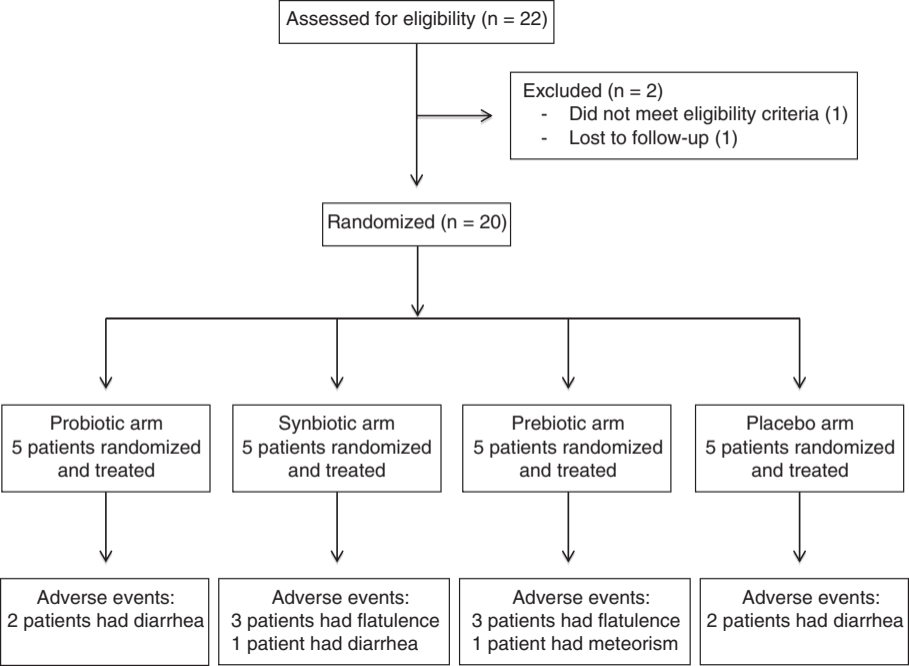 Assessed for eligibility (n = 22)
Excluded (n = 2)
- Did not meet eligibility criteria (1)
- Lost to follow-up (1)
Randomized (n = 20)
Probiotic arm
5 patients randomized
and treated
Synbiotic arm
5 patients randomized
and treated
Prebiotic arm
5 patients randomized
and treated
Placebo arm
5 patients randomized
and treated
Adverse events:
2 patients had diarrhea
Adverse events:
3 patients had flatulence
1 patient had diarrhea
Adverse events:
3 patients had flatulence
1 patient had meteorism
Adverse events:
2 patients had diarrhea